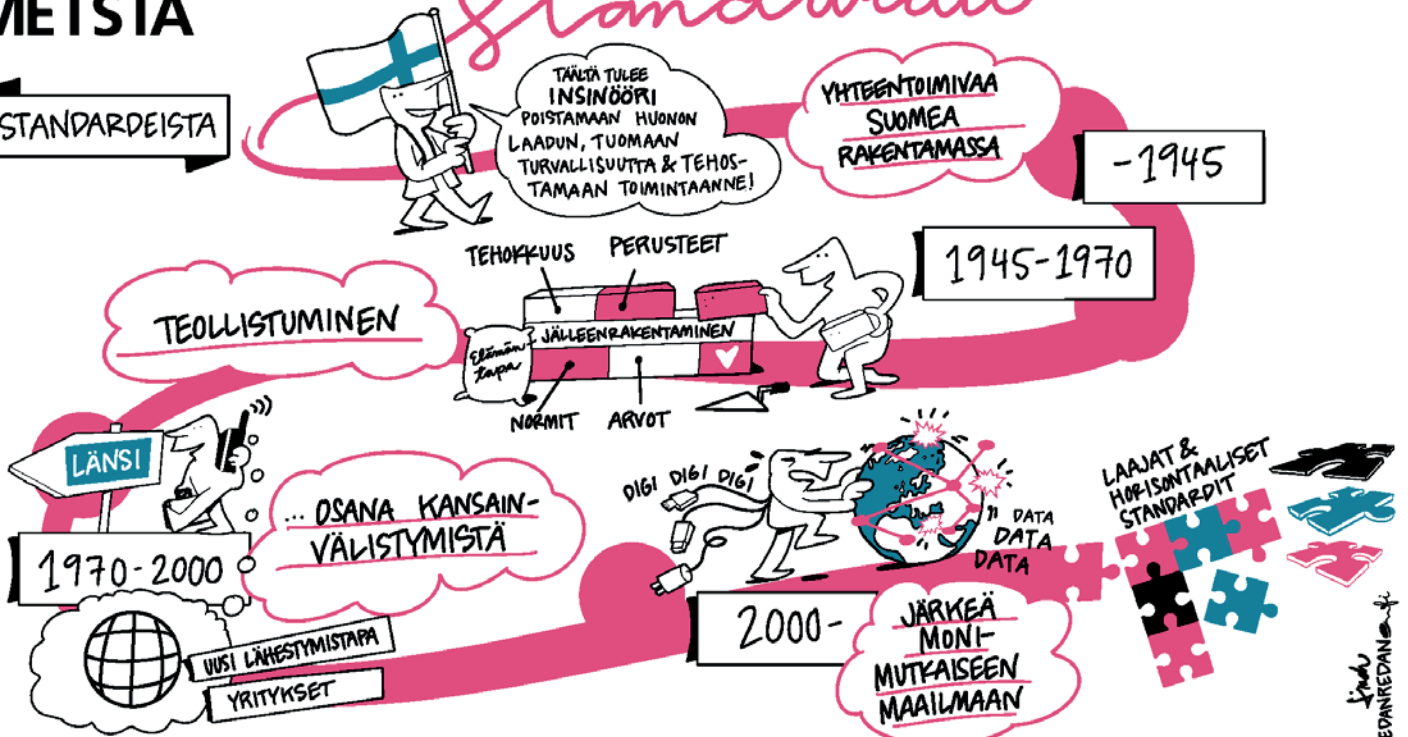 METSTA
Standardit
STANDARDEISTA
TÄÄLTÄ TULEE
INSINÖÖRI
POISTAMAAN HUONON
LAADUN, TUOMAAN
TURVALLISUUTTA & TEHOS-
TAMAAN TOIMINTAANNE!
YHTEENTOIMIVAA
SUOMEA
RAKENTAMASSA
-1945
1945-1970
TEHOKKUUS
PERUSTEET
JÄLLEENRAKENTAMINEN
Elämän-
tapa
NORMIT
ARVOT
TEOLLISTUMINEN
LÄNSI
1970-2000
... OSANA KANSAIN-
VÄLISTYMISTÄ
UUSI LÄHESTYMISTAPA
YRITYKSET
DIGI DIGI DIGI
DATA
DATA
DATA
2000-
JÄRKEÄ
MONI-
MUTKAISEEN
MAAILMAAN
LAAJAT &
HORISONTAALISET
STANDARDIT